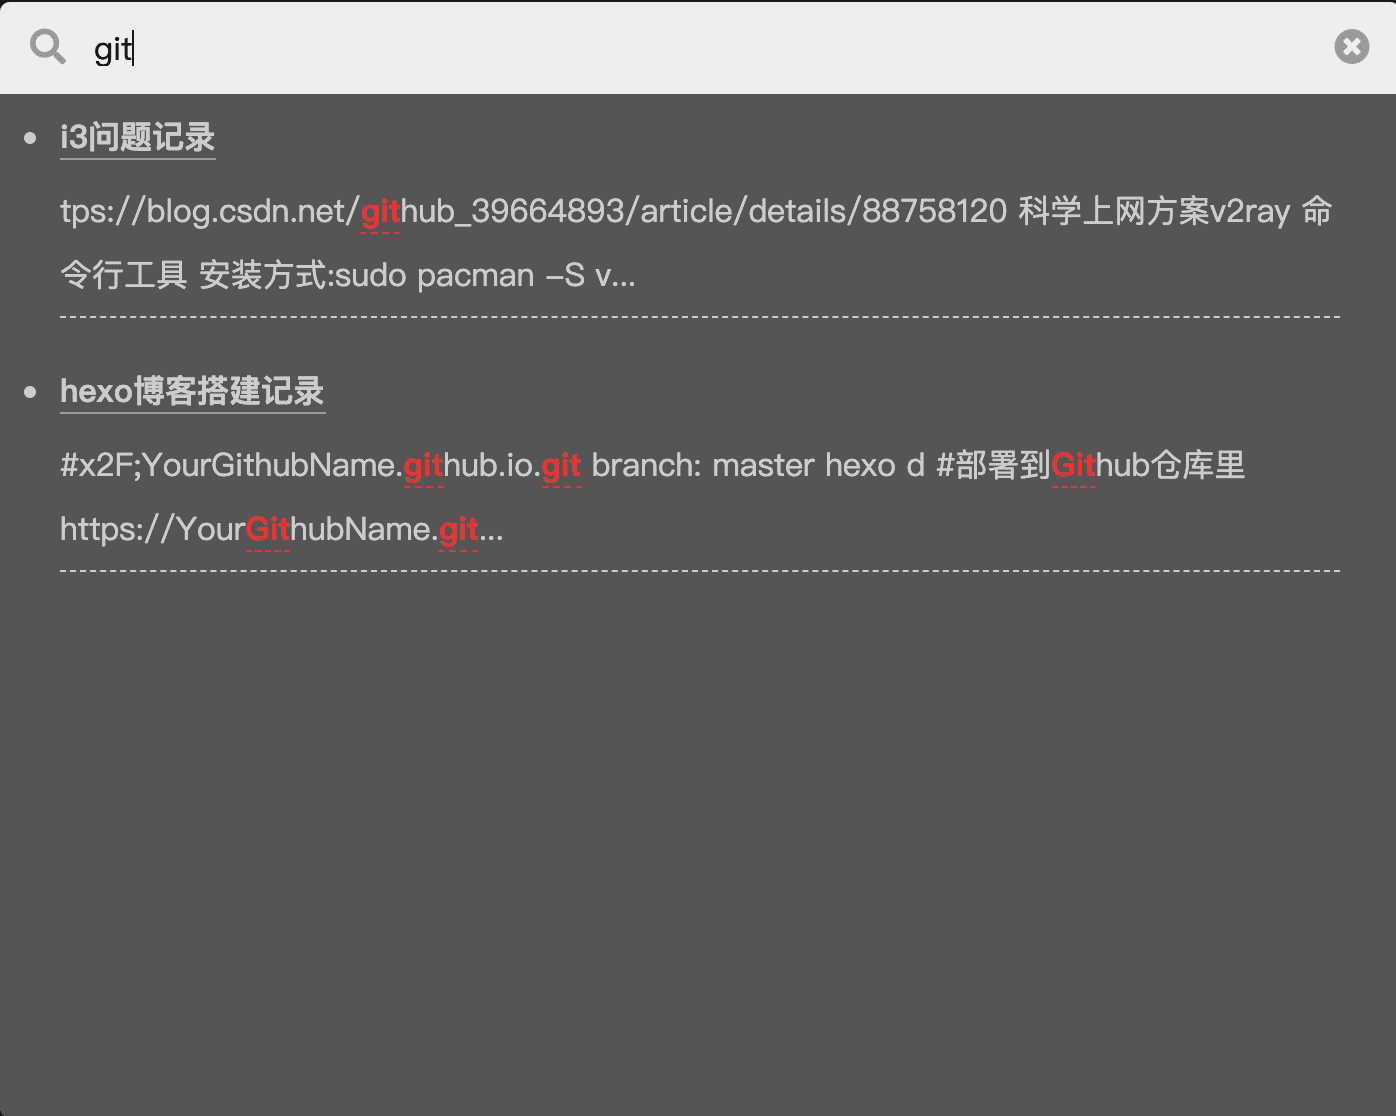 git
i3问题记录
tps://blog.csdn.net/github_39664893/article/details/88758120 科学上网方案v2ray 命
令行工具 安装方式:sudo pacman -S v...
hexo博客搭建记录
#x2F;YourGithubName.github.io.git branch: master hexo d #部署到Github仓库里
https://YourGithubName.git...